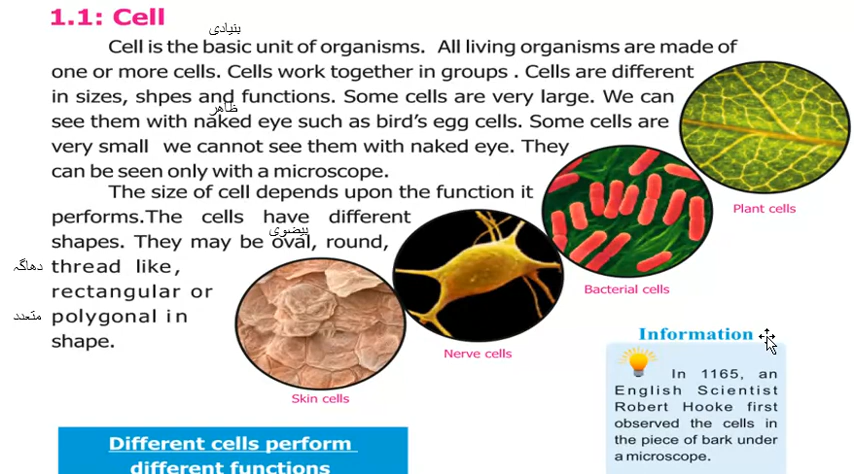 1.1: Cell
بنیادی
Cell is the basic unit of organisms. All living organisms are made of
one or more cells. Cells work together in groups . Cells are different
in sizes, shpes and functions. Some cells are very large. We can
ظاہر
see them with naked eye such as bird's egg cells. Some cells are
very small we cannot see them with naked eye. They
can be seen only with a microscope.
The size of cell depends upon the function it
performs.The cells have different
بیضوی
shapes. They may be oval, round,
دھاگہ
thread like,
rectangular or
متعدد
polygonal in
shape.
Plant cells
Bacterial cells
Nerve cells
Skin cells
Information
In 1165, an
English Scientist
Robert Hooke first
observed the cells in
the piece of bark under
a microscope.
Different cells perform
different functions